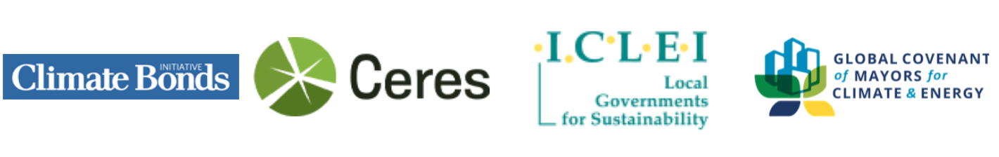 Climate Bonds
INITIATIVE
Ceres
I.C.L.E.I
Local
Governments
for Sustainability
GLOBAL COVENANT
of MAYORS for
CLIMATE & ENERGY